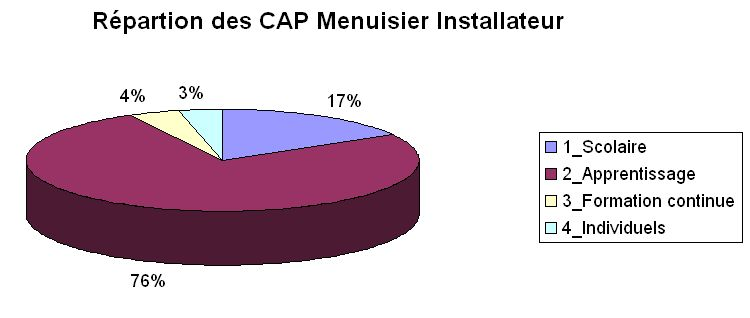 Répartion des CAP Menuisier Installateur
4%
3%
17%
1_Scolaire
2_Apprentissage
3_Formation continue
4_Individuels
76%